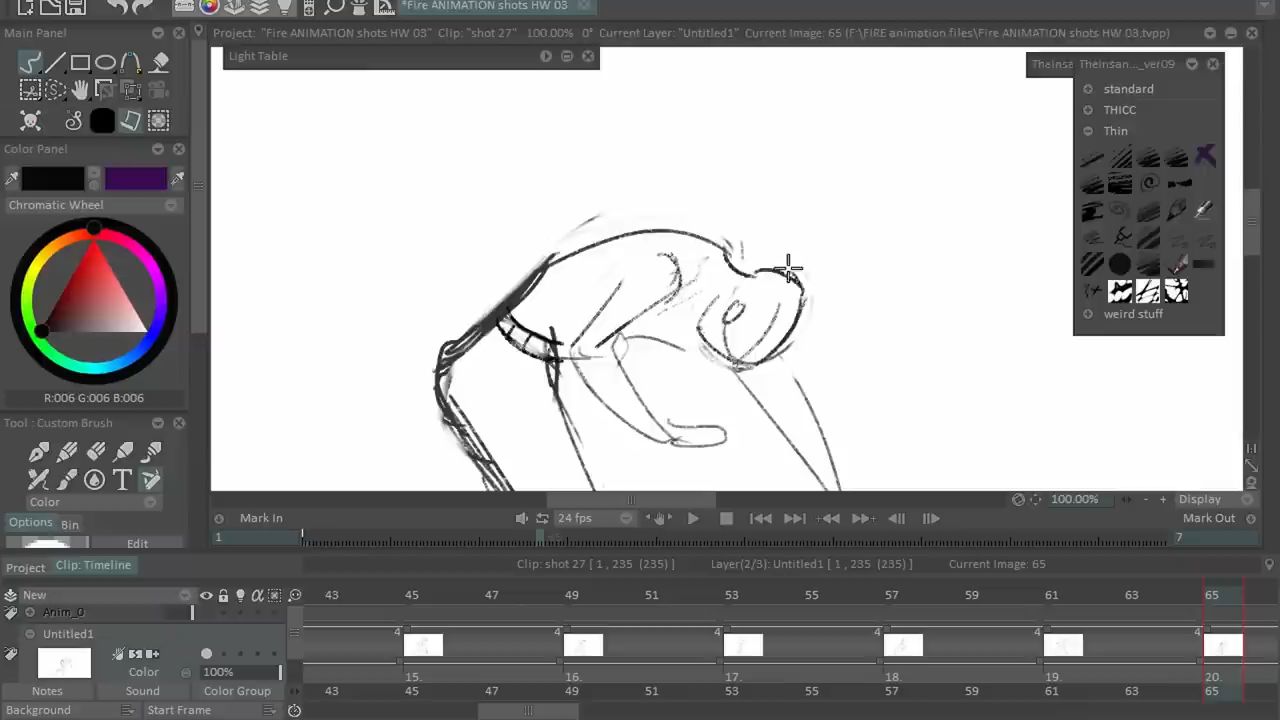 *Fire ANIMATION shots HW 03
Main Panel
Project: "Fire ANIMATION shots HW 03" Clip: "shot 27" 100.00% 0° Current Layer: "Untitled1" Current Image: 65 (F:\FIRE animation files\Fire ANIMATION shots HW 03.tvpp)
Light Table
Theinsa
Theinsan..._ver09
standard
THICC
Thin
weird stuff
Color Panel
Chromatic Wheel
R:006 G:006 B:006
Tool : Custom Brush
T
Color
Options
Bin
Edit
100.00%
- +
Display
1:1
Mark In
24 fps
Mark Out
1
7
Project
Clip: Timeline
Clip: shot 27 [ 1 , 235 (235) ]
Layer(2/3): Untitled1 [ 1 , 235 (235) ]
Current Image: 65
New
43 45 47 49 51 53 55 57 59 61 63 65
Anim_0
Untitled1
4 4 4 4 4 4
Color
100%
15. 16. 17. 18. 19. 20.
Notes
Sound
Color Group
43 45 47 49 51 53 55 57 59 61 63 65
Background
Start Frame